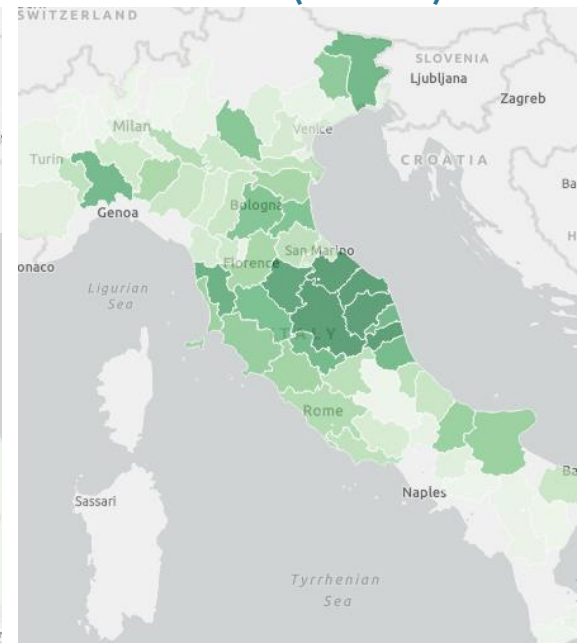 SWITZERLAND
SLOVENIA
Ljubljana
Zagreb
Milan
Venice
Turin
CROATIA
Genoa
Bologna
onaco
San Marino
Florence
Ligurian
Sea
ITALY
Rome
Naples
Sassari
Tyrrhenian
Sea